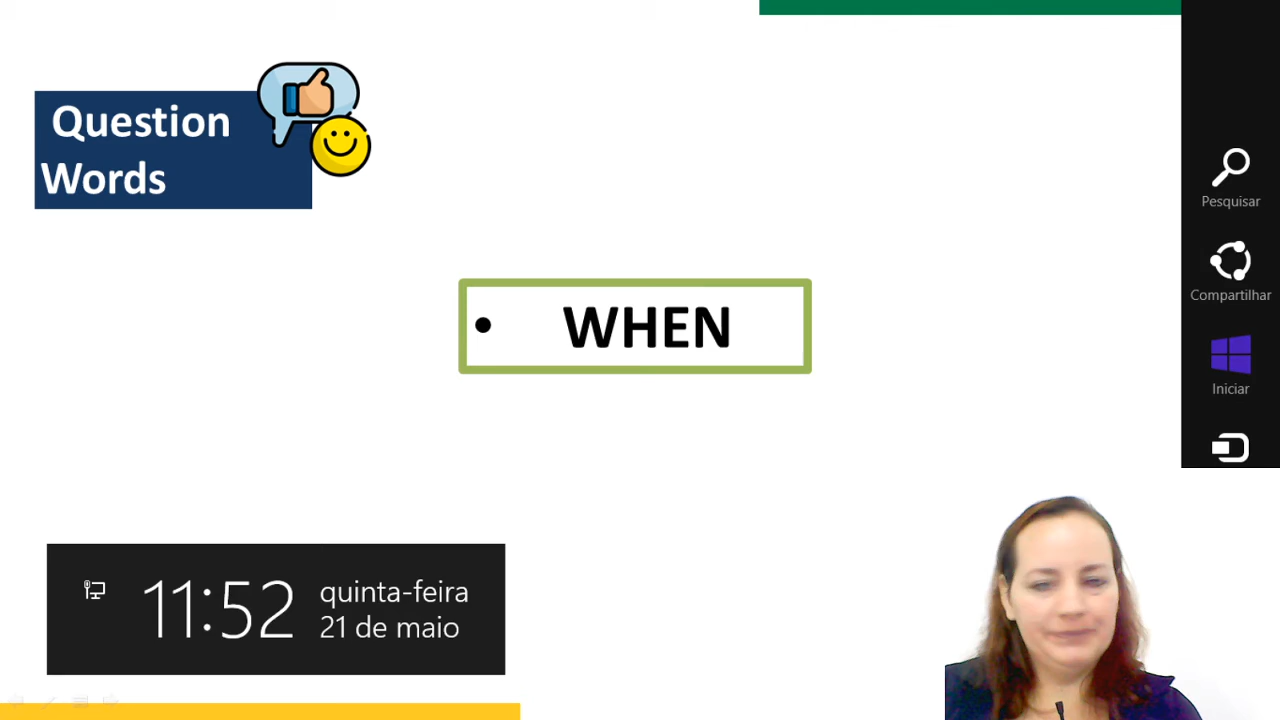 Question
Words
• WHEN
Pesquisar
Compartilhar
Iniciar
11:52
quinta-feira
21 de maio